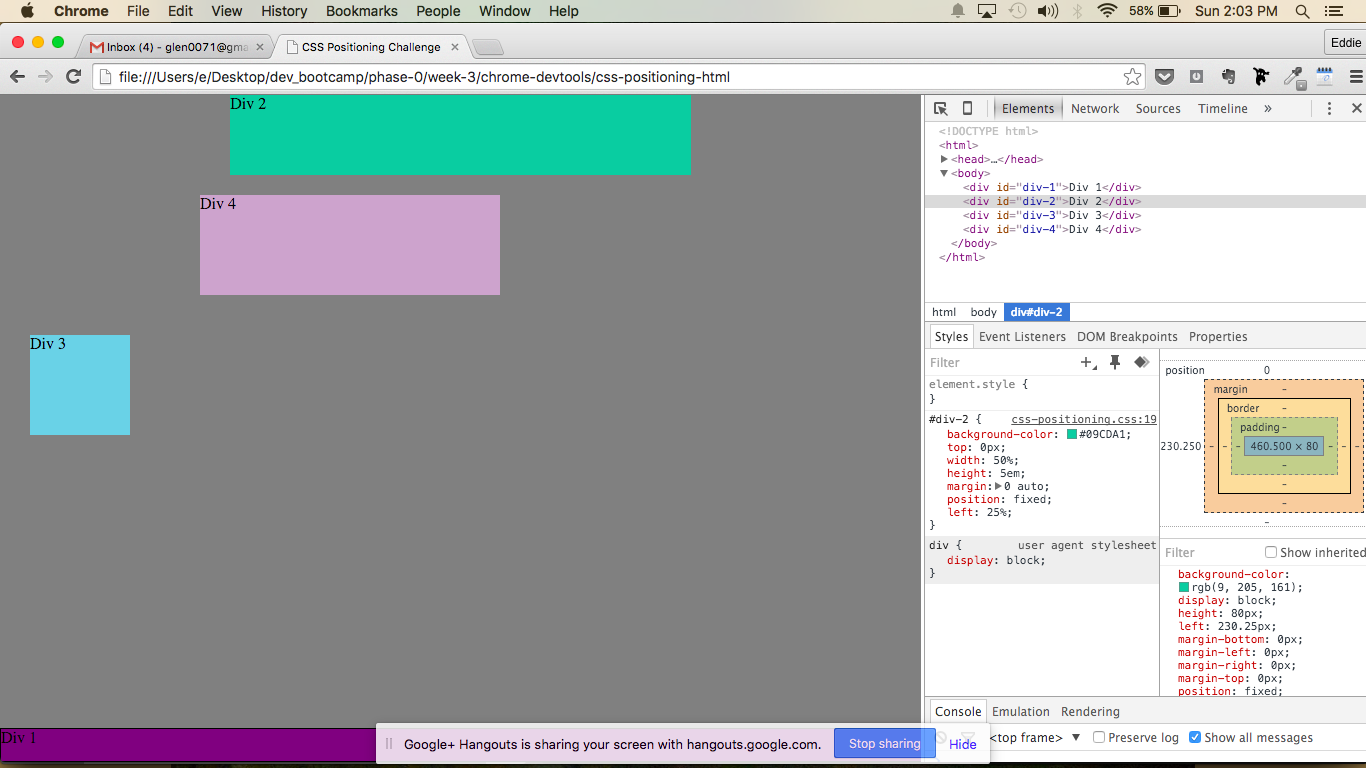 Chrome File Edit View History Bookmarks People Window Help 58% Sun 2:03 PM
Inbox (4) - glen0071@gma × CSS Positioning Challenge × Eddie
file:///Users/e/Desktop/dev_bootcamp/phase-0/week-3/chrome-devtools/css-positioning-html
Div 2
Div 4
Div 3
Div 1
Elements Network Sources Timeline »
<!DOCTYPE html>
<html>
<head>…</head>
<body>
<div id="div-1">Div 1</div>
<div id="div-2">Div 2</div>
<div id="div-3">Div 3</div>
<div id="div-4">Div 4</div>
</body>
</html>
html body div#div-2
Styles Event Listeners DOM Breakpoints Properties
Filter
element.style {
}
#div-2 { css-positioning.css:19
background-color: #09CDA1;
top: 0px;
width: 50%;
height: 5em;
margin: 0 auto;
position: fixed;
left: 25%;
}
div { user agent stylesheet
display: block;
}
position 0
margin -
border -
padding -
230.250 - - - 460.500 × 80 - - -
-
-
-
-
Filter Show inherited
background-color:
rgb(9, 205, 161);
display: block;
height: 80px;
left: 230.25px;
margin-bottom: 0px;
margin-left: 0px;
margin-right: 0px;
margin-top: 0px;
position: fixed;
Console Emulation Rendering
<top frame> ▼ Preserve log Show all messages
Google+ Hangouts is sharing your screen with hangouts.google.com. Stop sharing Hide